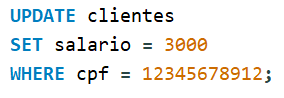 UPDATE clientes
SET salario = 3000
WHERE cpf = 12345678912;